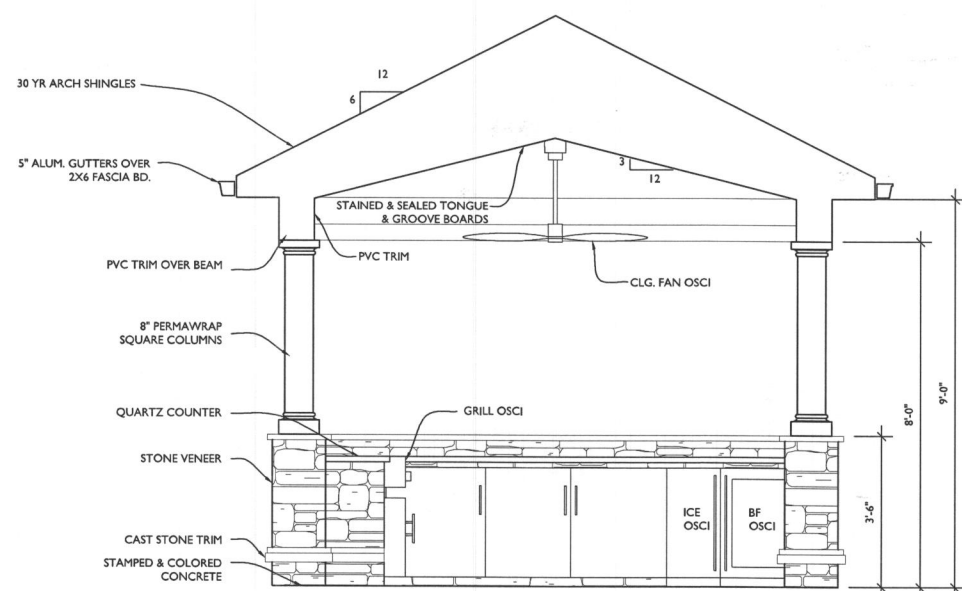 12
6
30 YR ARCH SHINGLES
5" ALUM. GUTTERS OVER
2X6 FASCIA BD.
3
12
STAINED & SEALED TONGUE
& GROOVE BOARDS
PVC TRIM OVER BEAM
PVC TRIM
CLG. FAN OSCI
8" PERMAWRAP
SQUARE COLUMNS
QUARTZ COUNTER
GRILL OSCI
STONE VENEER
ICE
OSCI
BF
OSCI
CAST STONE TRIM
STAMPED & COLORED
CONCRETE
3'-6"
8'-0"
9'-0"